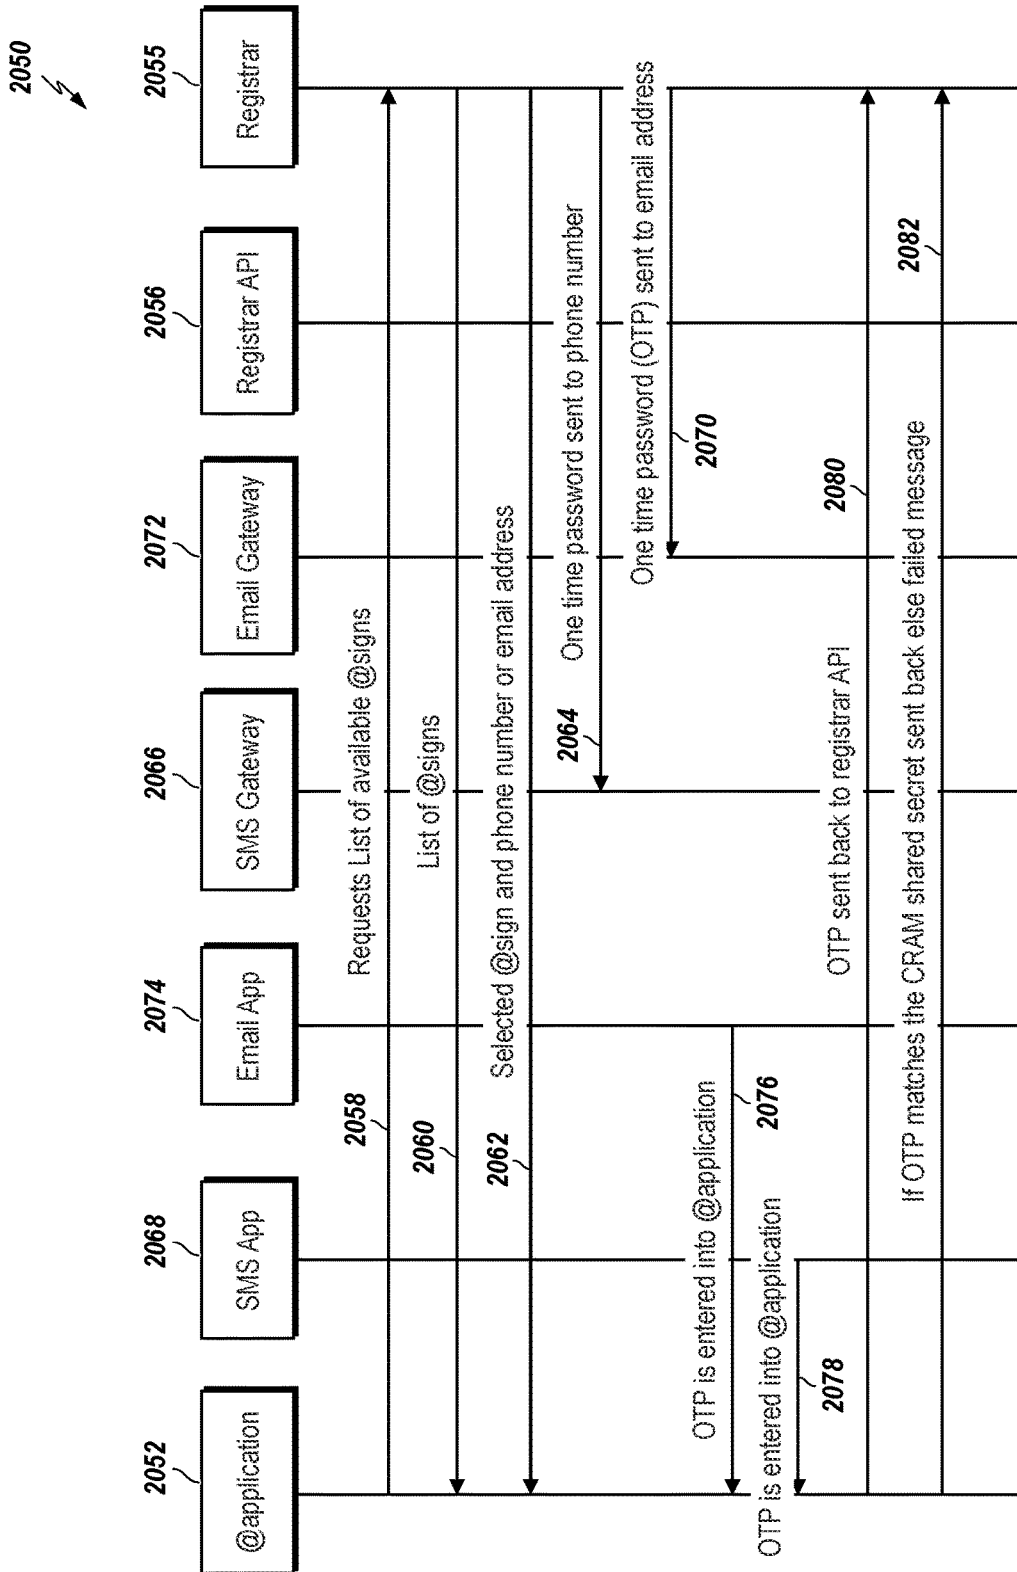 2050
2052
2068
2074
2066
2072
2056
2055
@application
SMS App
Email App
SMS Gateway
Email Gateway
Registrar API
Registrar
Requests List of available @signs
2058
List of @signs
2060
Selected @sign and phone number or email address
2062
One time password sent to phone number
2064
One time password (OTP) sent to email address
2070
OTP is entered into @application
2076
OTP is entered into @application
2078
OTP sent back to registrar API
2080
If OTP matches the CRAM shared secret sent back else failed message
2082